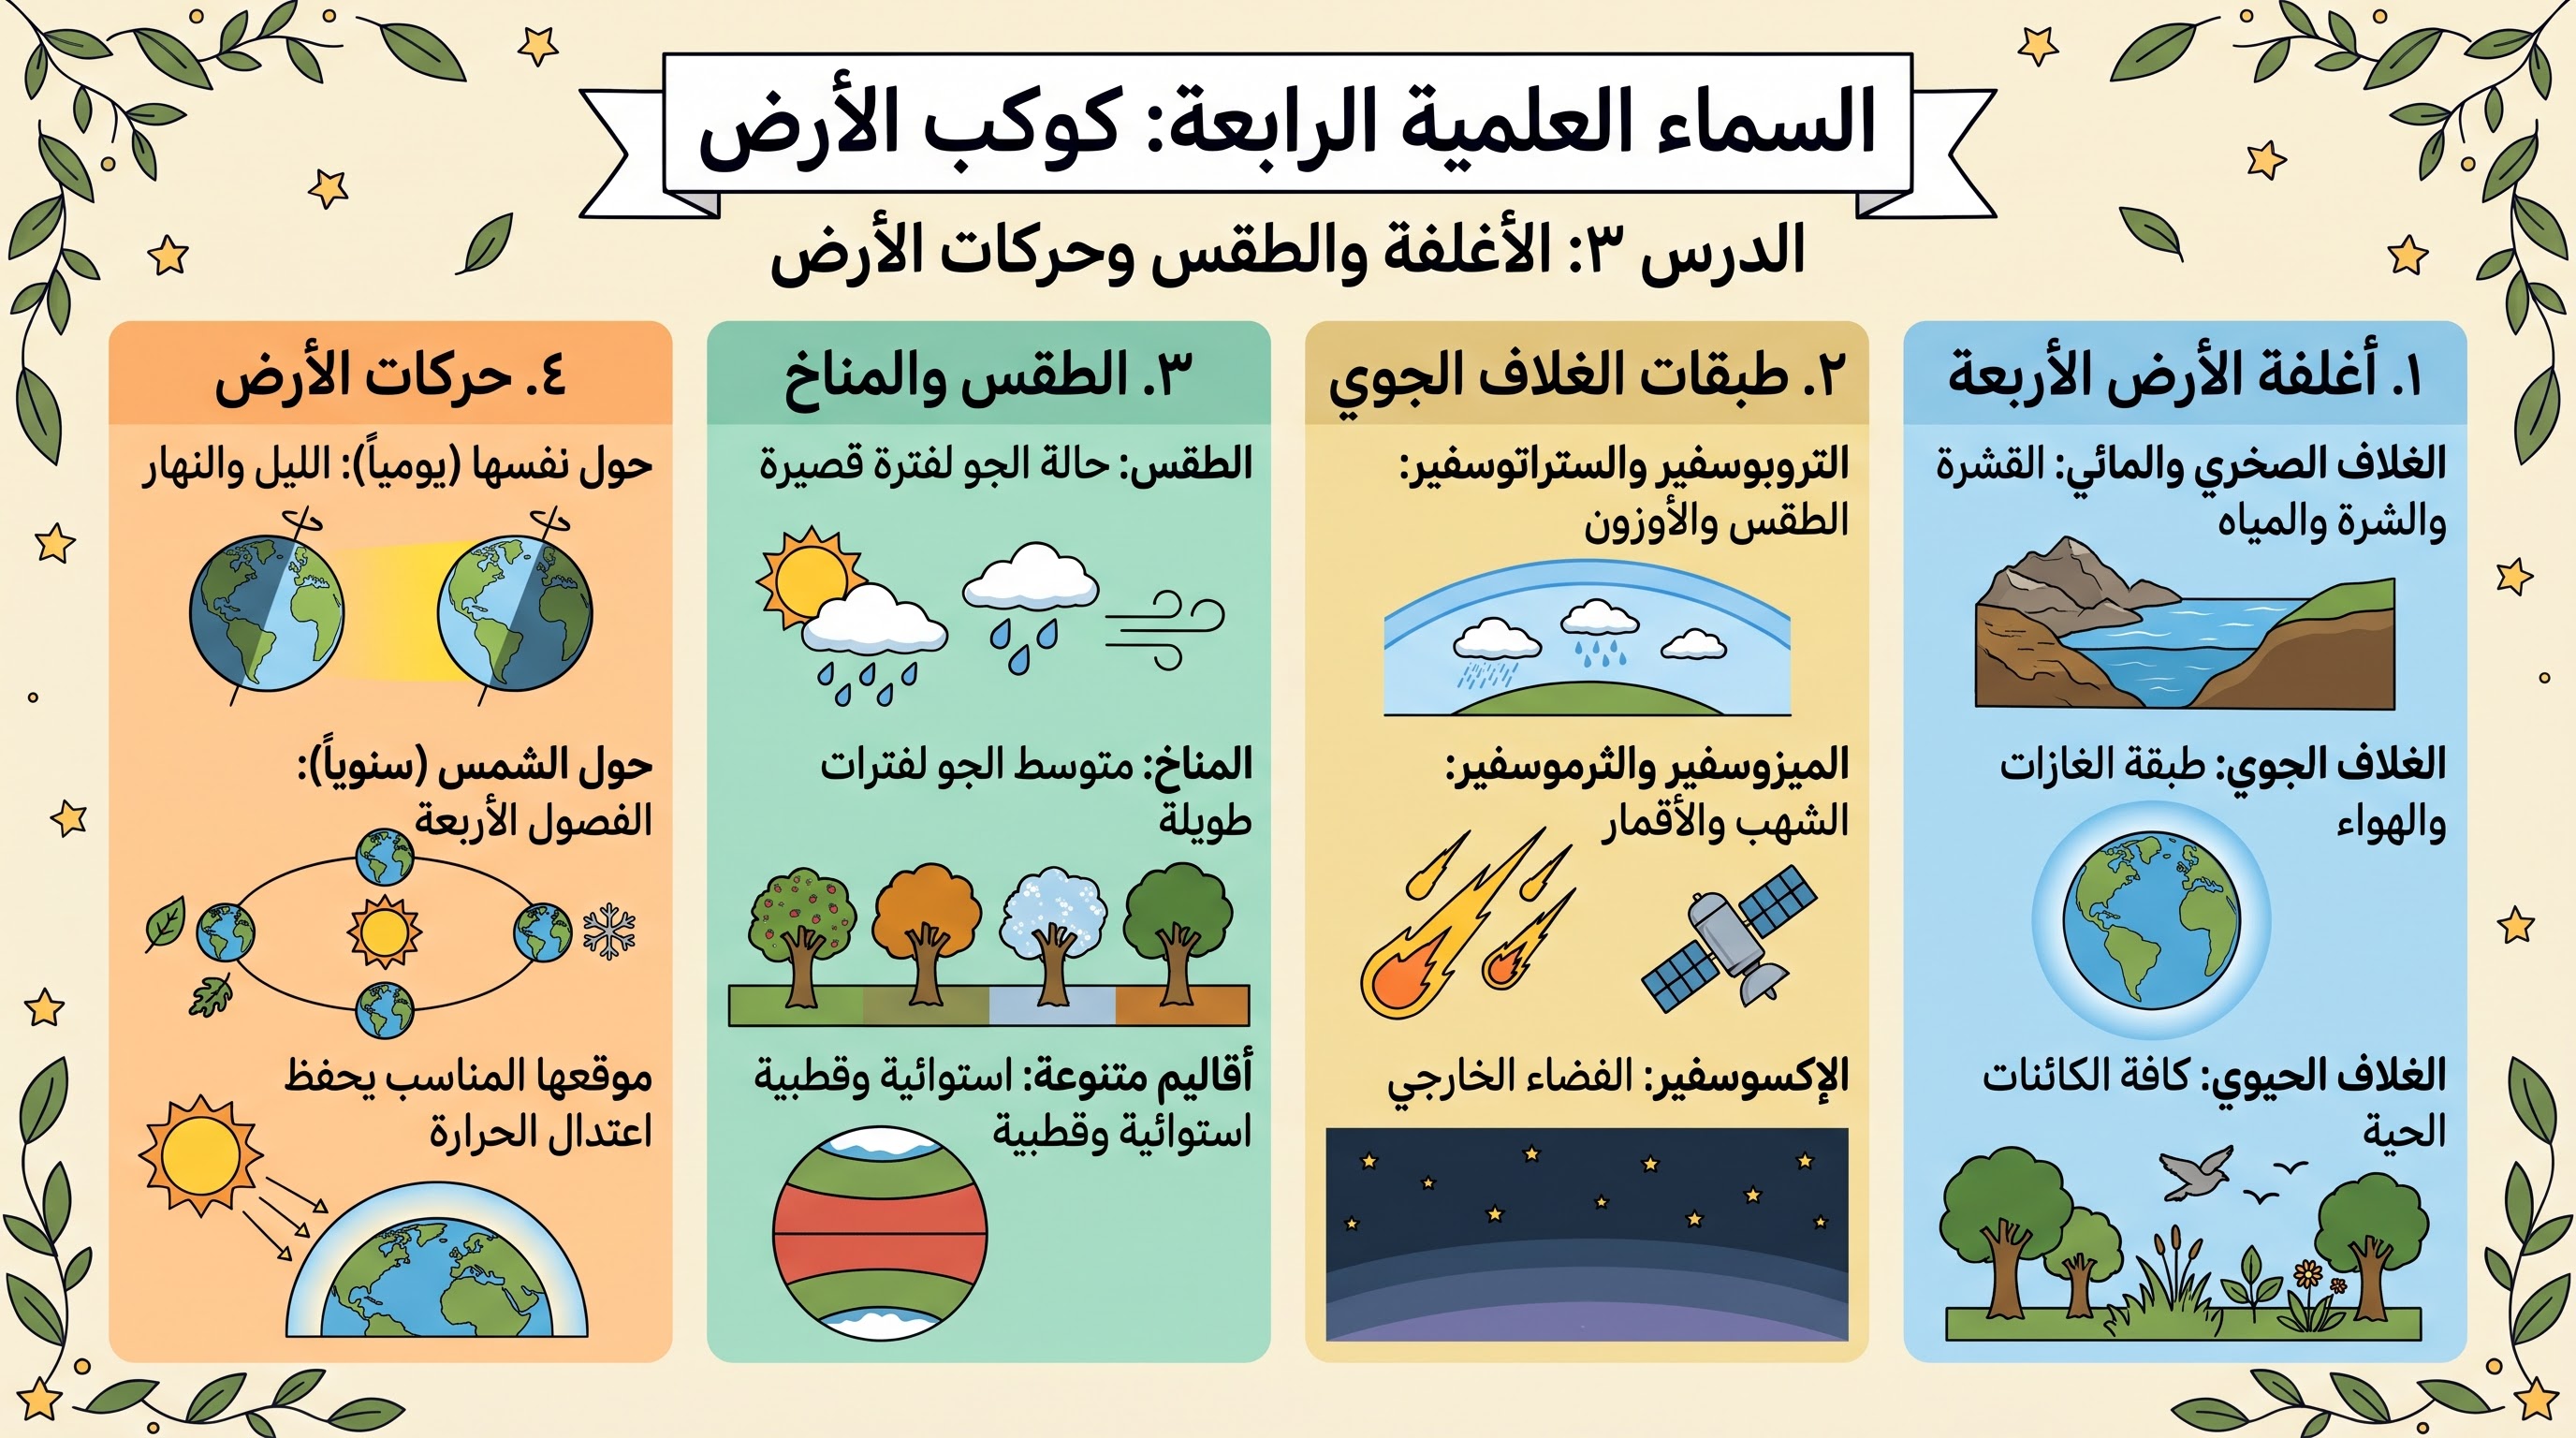 السماء العلمية الرابعة: كوكب الأرض
الدرس ٣: الأغلفة والطقس وحركات الأرض
١. أغلفة الأرض الأربعة
الغلاف الصخري والمائي: القشرة
والشرة والمياه
الغلاف الجوي: طبقة الغازات
والهواء
الغلاف الحيوي: كافة الكائنات
الحية
٢. طبقات الغلاف الجوي
التروبوسفير والستراتوسفير:
الطقس والأوزون
الميزوسفير والثرموسفير:
الشهب والأقمار
الإكسوسفير: الفضاء الخارجي
٣. الطقس والمناخ
الطقس: حالة الجو لفترة قصيرة
المناخ: متوسط الجو لفترات
طويلة
أقاليم متنوعة: استوائية وقطبية
استوائية وقطبية
٤. حركات الأرض
حول نفسها (يومياً): الليل والنهار
حول الشمس (سنوياً):
الفصول الأربعة
موقعها المناسب يحفظ
اعتدال الحرارة